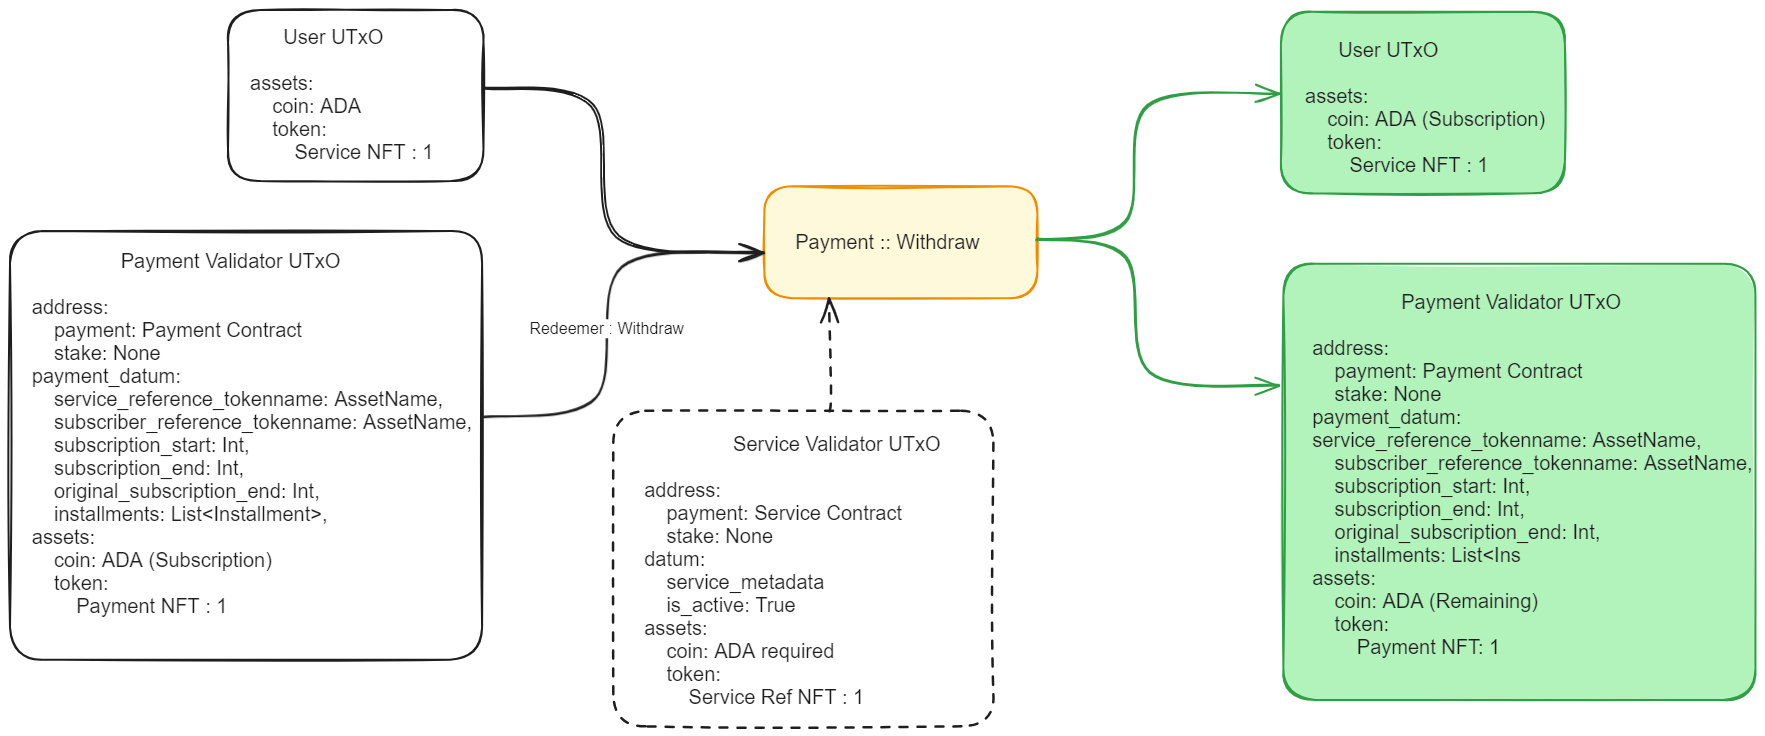 User UTxO
assets:
coin: ADA
token:
Service NFT : 1
Payment Validator UTxO
address:
payment: Payment Contract
stake: None
payment_datum:
service_reference_tokenname: AssetName,
subscriber_reference_tokenname: AssetName,
subscription_start: Int,
subscription_end: Int,
original_subscription_end: Int,
installments: List<Installment>,
assets:
coin: ADA (Subscription)
token:
Payment NFT : 1
Redeemer : Withdraw
Payment :: Withdraw
Service Validator UTxO
address:
payment: Service Contract
stake: None
datum:
service_metadata
is_active: True
assets:
coin: ADA required
token:
Service Ref NFT : 1
User UTxO
assets:
coin: ADA (Subscription)
token:
Service NFT : 1
Payment Validator UTxO
address:
payment: Payment Contract
stake: None
payment_datum:
service_reference_tokenname: AssetName,
subscriber_reference_tokenname: AssetName,
subscription_start: Int,
subscription_end: Int,
original_subscription_end: Int,
installments: List<Ins
assets:
coin: ADA (Remaining)
token:
Payment NFT: 1